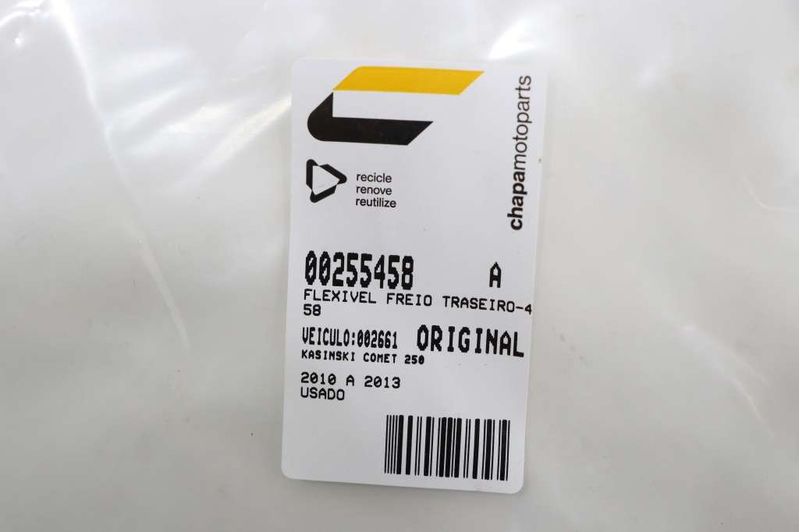 chapamotoparts
recicle
renove
reutilize
00255458 A
FLEXIVEL FREIO TRASEIRO-4
58
VEICULO:002661 ORIGINAL
KASINSKI COMET 250
2010 A 2013
USADO